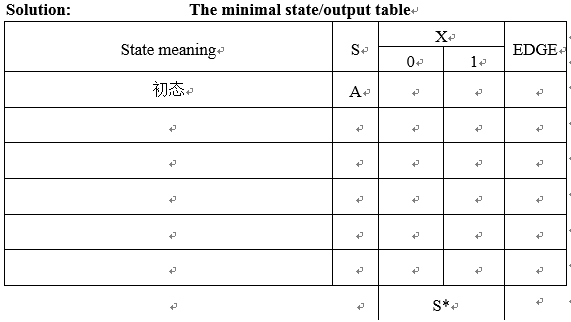 Solution: The minimal state/output table
State meaning S X EDGE
0 1
初态 A
S*